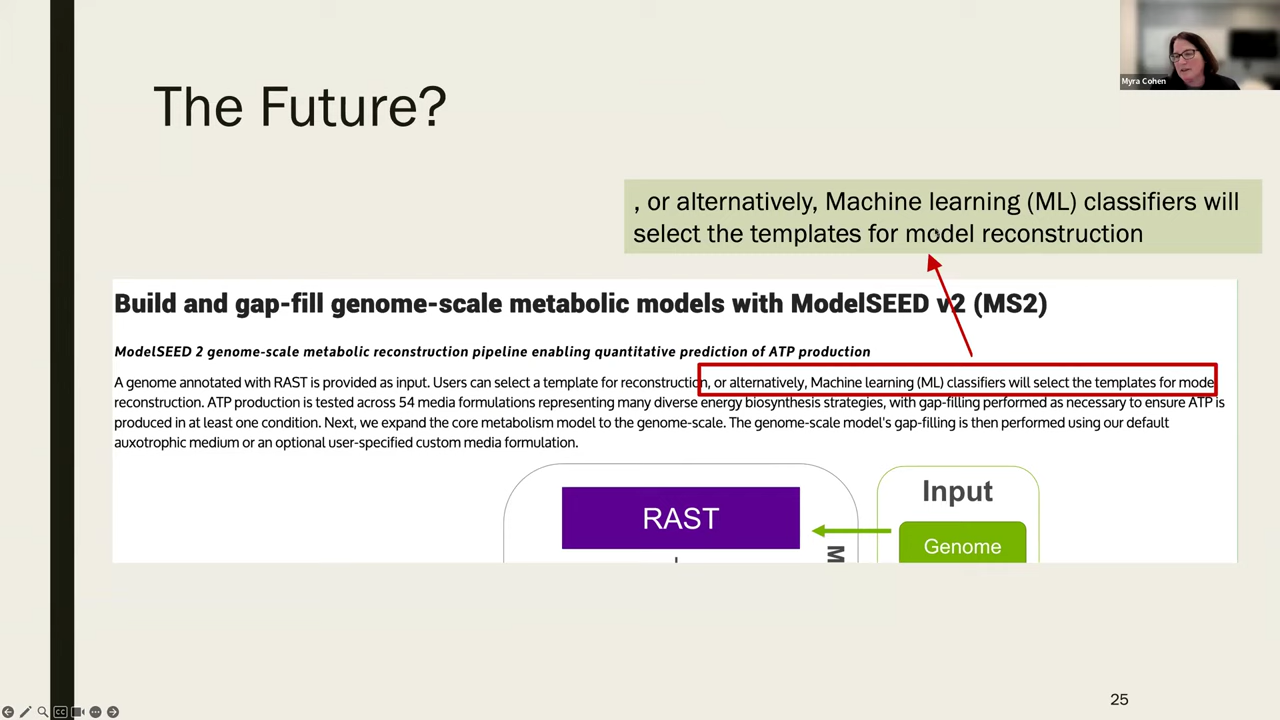 Myra Cohen
The Future?
, or alternatively, Machine learning (ML) classifiers will
select the templates for model reconstruction
Build and gap-fill genome-scale metabolic models with ModelSEED v2 (MS2)
ModelSEED 2 genome-scale metabolic reconstruction pipeline enabling quantitative prediction of ATP production
A genome annotated with RAST is provided as input. Users can select a template for reconstruction, or alternatively, Machine learning (ML) classifiers will select the templates for mode
reconstruction. ATP production is tested across 54 media formulations representing many diverse energy biosynthesis strategies, with gap-filling performed as necessary to ensure ATP is
produced in at least one condition. Next, we expand the core metabolism model to the genome-scale. The genome-scale model's gap-filling is then performed using our default
auxotrophic medium or an optional user-specified custom media formulation.
Input
RAST
Genome
M
25
CC